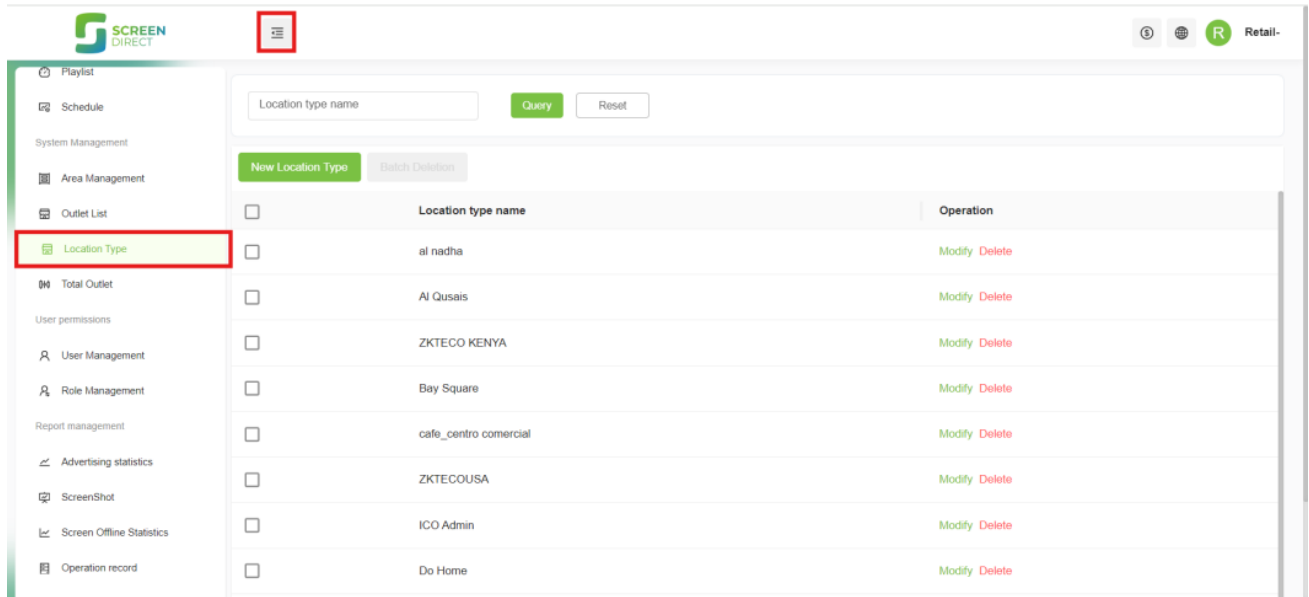 SCREEN
DIRECT
R
Retail-
Playlist
Schedule
System Management
Area Management
Outlet List
Location Type
Total Outlet
User permissions
User Management
Role Management
Report management
Advertising statistics
ScreenShot
Screen Offline Statistics
Operation record
Location type name
Query
Reset
New Location Type
Batch Deletion
Location type name Operation
al nadha Modify Delete
Al Qusais Modify Delete
ZKTECO KENYA Modify Delete
Bay Square Modify Delete
cafe_centro comercial Modify Delete
ZKTECOUSA Modify Delete
ICO Admin Modify Delete
Do Home Modify Delete